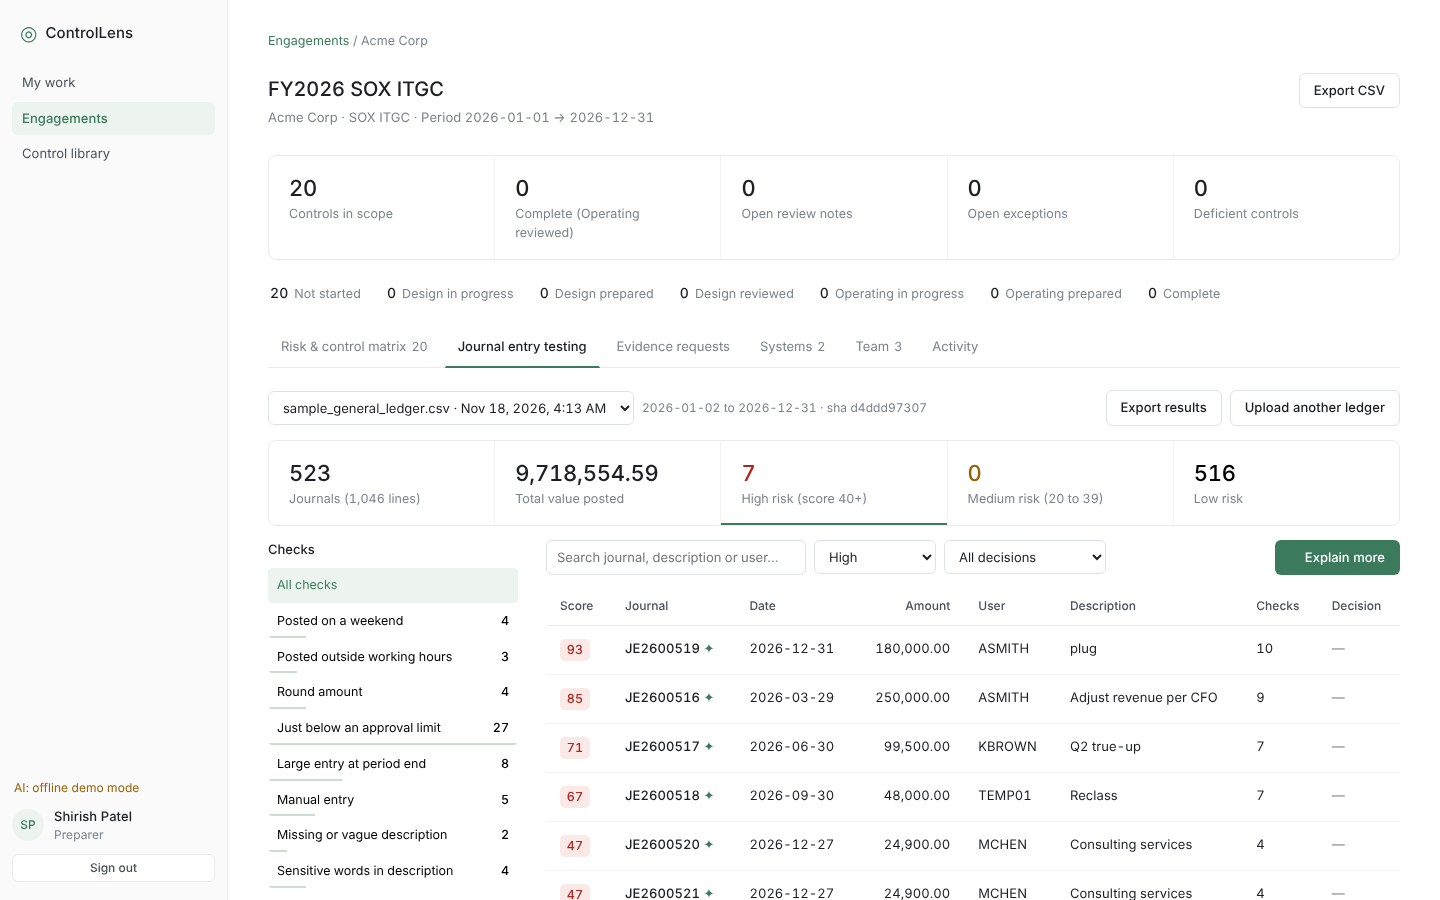 ControlLens
My work
Engagements
Control library
AI: offline demo mode
SP
Shirish Patel
Preparer
Sign out
Engagements / Acme Corp
FY2026 SOX ITGC
Export CSV
Acme Corp · SOX ITGC · Period 2026-01-01 → 2026-12-31
20
Controls in scope
0
Complete (Operating
reviewed)
0
Open review notes
0
Open exceptions
0
Deficient controls
20 Not started 0 Design in progress 0 Design prepared 0 Design reviewed 0 Operating in progress 0 Operating prepared 0 Complete
Risk & control matrix 20 Journal entry testing Evidence requests Systems 2 Team 3 Activity
sample_general_ledger.csv · Nov 18, 2026, 4:13 AM 2026-01-02 to 2026-12-31 · sha d4ddd97307 Export results Upload another ledger
523
Journals (1,046 lines)
9,718,554.59
Total value posted
7
High risk (score 40+)
0
Medium risk (20 to 39)
516
Low risk
Checks
All checks
Posted on a weekend 4
Posted outside working hours 3
Round amount 4
Just below an approval limit 27
Large entry at period end 8
Manual entry 5
Missing or vague description 2
Sensitive words in description 4
Search journal, description or user... High All decisions Explain more
Score Journal Date Amount User Description Checks Decision
93 JE2600519 ✦ 2026-12-31 180,000.00 ASMITH plug 10 —
85 JE2600516 ✦ 2026-03-29 250,000.00 ASMITH Adjust revenue per CFO 9 —
71 JE2600517 ✦ 2026-06-30 99,500.00 KBROWN Q2 true-up 7 —
67 JE2600518 ✦ 2026-09-30 48,000.00 TEMP01 Reclass 7 —
47 JE2600520 ✦ 2026-12-27 24,900.00 MCHEN Consulting services 4 —
47 JE2600521 ✦ 2026-12-27 24,900.00 MCHEN Consulting services 4 —